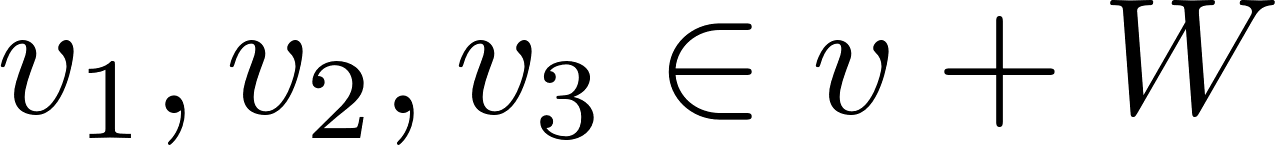 v₁, v₂, v₃ ∈ v + W